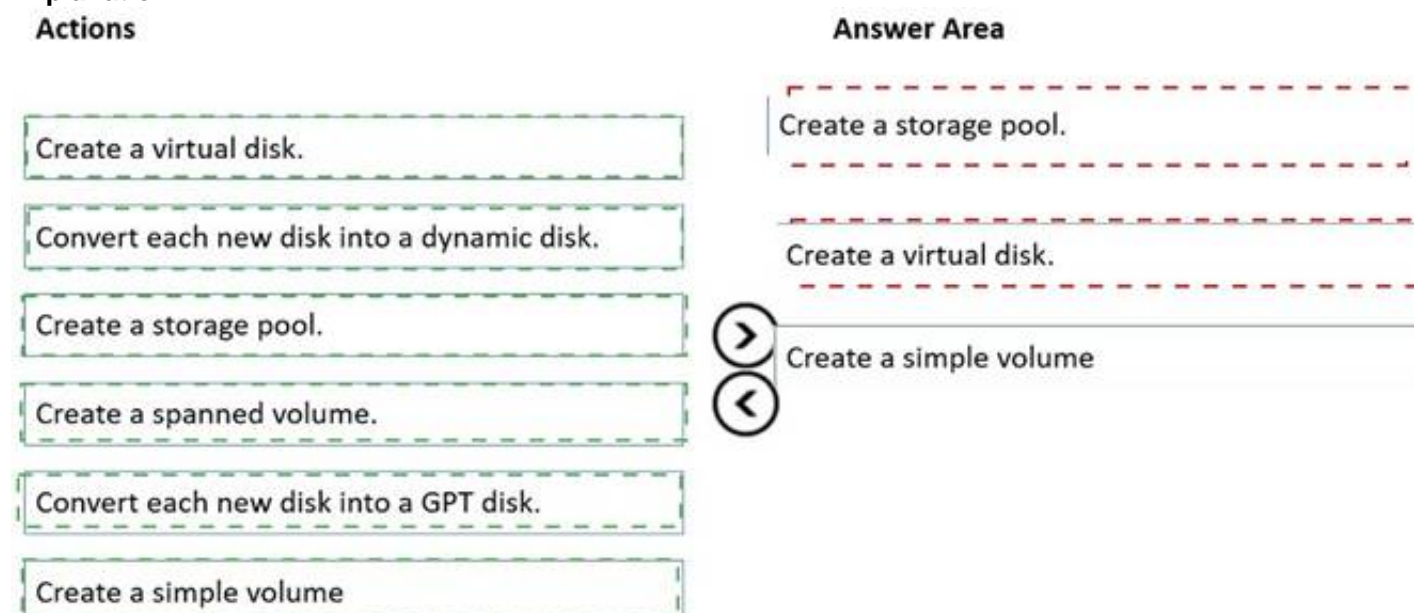 Actions
Answer Area
Create a virtual disk.
Convert each new disk into a dynamic disk.
Create a storage pool.
Create a spanned volume.
Convert each new disk into a GPT disk.
Create a simple volume
Create a storage pool.
Create a virtual disk.
Create a simple volume